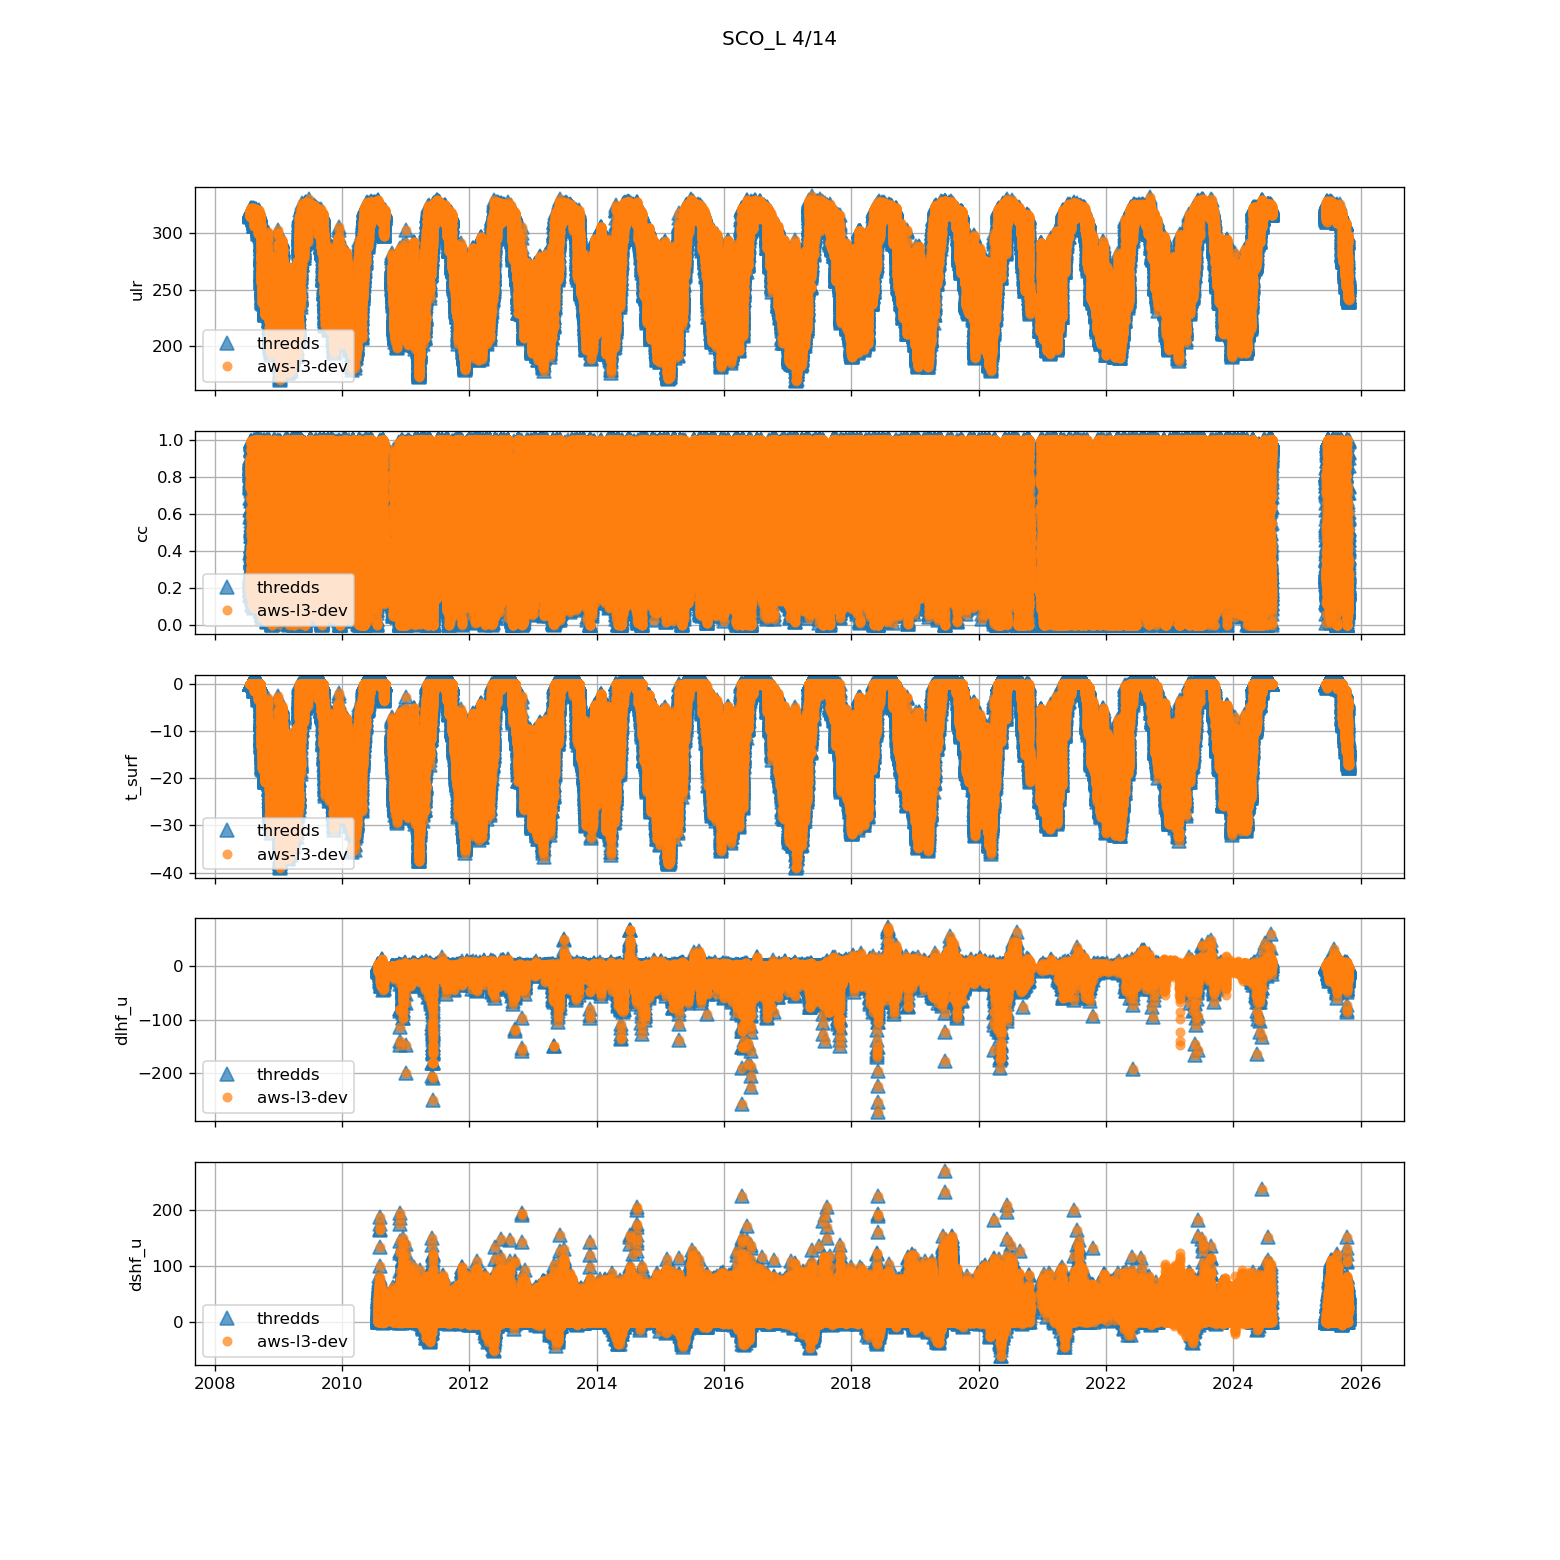 SCO_L 4/14
300
250
200
ulr
thredds
aws-l3-dev
1.0
0.8
0.6
0.4
0.2
0.0
cc
thredds
aws-l3-dev
0
−10
−20
−30
−40
t_surf
thredds
aws-l3-dev
0
−100
−200
dlhf_u
thredds
aws-l3-dev
200
100
0
dshf_u
thredds
aws-l3-dev
2008 2010 2012 2014 2016 2018 2020 2022 2024 2026